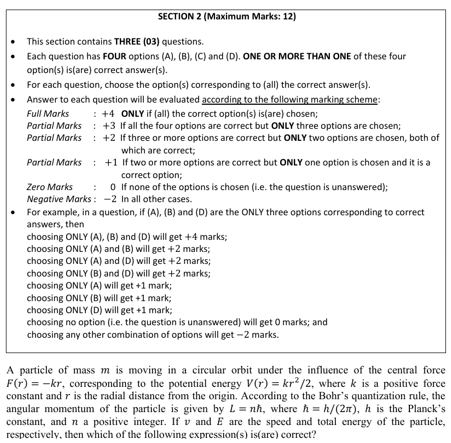 SECTION 2 (Maximum Marks: 12)
• This section contains THREE (03) questions.
• Each question has FOUR options (A), (B), (C) and (D). ONE OR MORE THAN ONE of these four
option(s) is(are) correct answer(s).
• For each question, choose the option(s) corresponding to (all) the correct answer(s).
• Answer to each question will be evaluated according to the following marking scheme:
Full Marks : +4 ONLY if (all) the correct option(s) is(are) chosen;
Partial Marks : +3 If all the four options are correct but ONLY three options are chosen;
Partial Marks : +2 If three or more options are correct but ONLY two options are chosen, both of
which are correct;
Partial Marks : +1 If two or more options are correct but ONLY one option is chosen and it is a
correct option;
Zero Marks : 0 If none of the options is chosen (i.e. the question is unanswered);
Negative Marks : −2 In all other cases.
• For example, in a question, if (A), (B) and (D) are the ONLY three options corresponding to correct
answers, then
choosing ONLY (A), (B) and (D) will get +4 marks;
choosing ONLY (A) and (B) will get +2 marks;
choosing ONLY (A) and (D) will get +2 marks;
choosing ONLY (B) and (D) will get +2 marks;
choosing ONLY (A) will get +1 mark;
choosing ONLY (B) will get +1 mark;
choosing ONLY (D) will get +1 mark;
choosing no option (i.e. the question is unanswered) will get 0 marks; and
choosing any other combination of options will get −2 marks.
A particle of mass m is moving in a circular orbit under the influence of the central force
F(r) = −kr, corresponding to the potential energy V(r) = kr²/2, where k is a positive force
constant and r is the radial distance from the origin. According to the Bohr's quantization rule, the
angular momentum of the particle is given by L = nℏ, where ℏ = h/(2π), h is the Planck's
constant, and n a positive integer. If v and E are the speed and total energy of the particle,
respectively, then which of the following expression(s) is(are) correct?